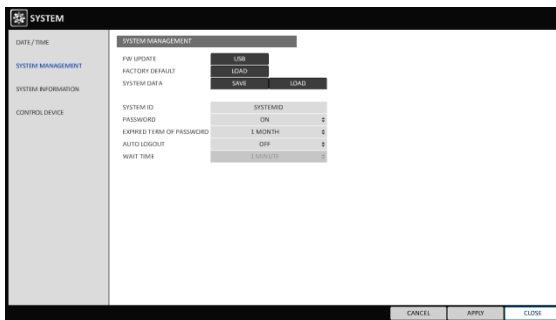 SYSTEM
DATE / TIME
SYSTEM MANAGEMENT
SYSTEM INFORMATION
CONTROL DEVICE
SYSTEM MANAGEMENT
FW UPDATE USB
FACTORY DEFAULT LOAD
SYSTEM DATA SAVE LOAD
SYSTEM ID SYSTEMID
PASSWORD ON
EXPIRED TERM OF PASSWORD 1 MONTH
AUTO LOGOUT OFF
WAIT TIME 1 MINUTE
CANCEL APPLY CLOSE